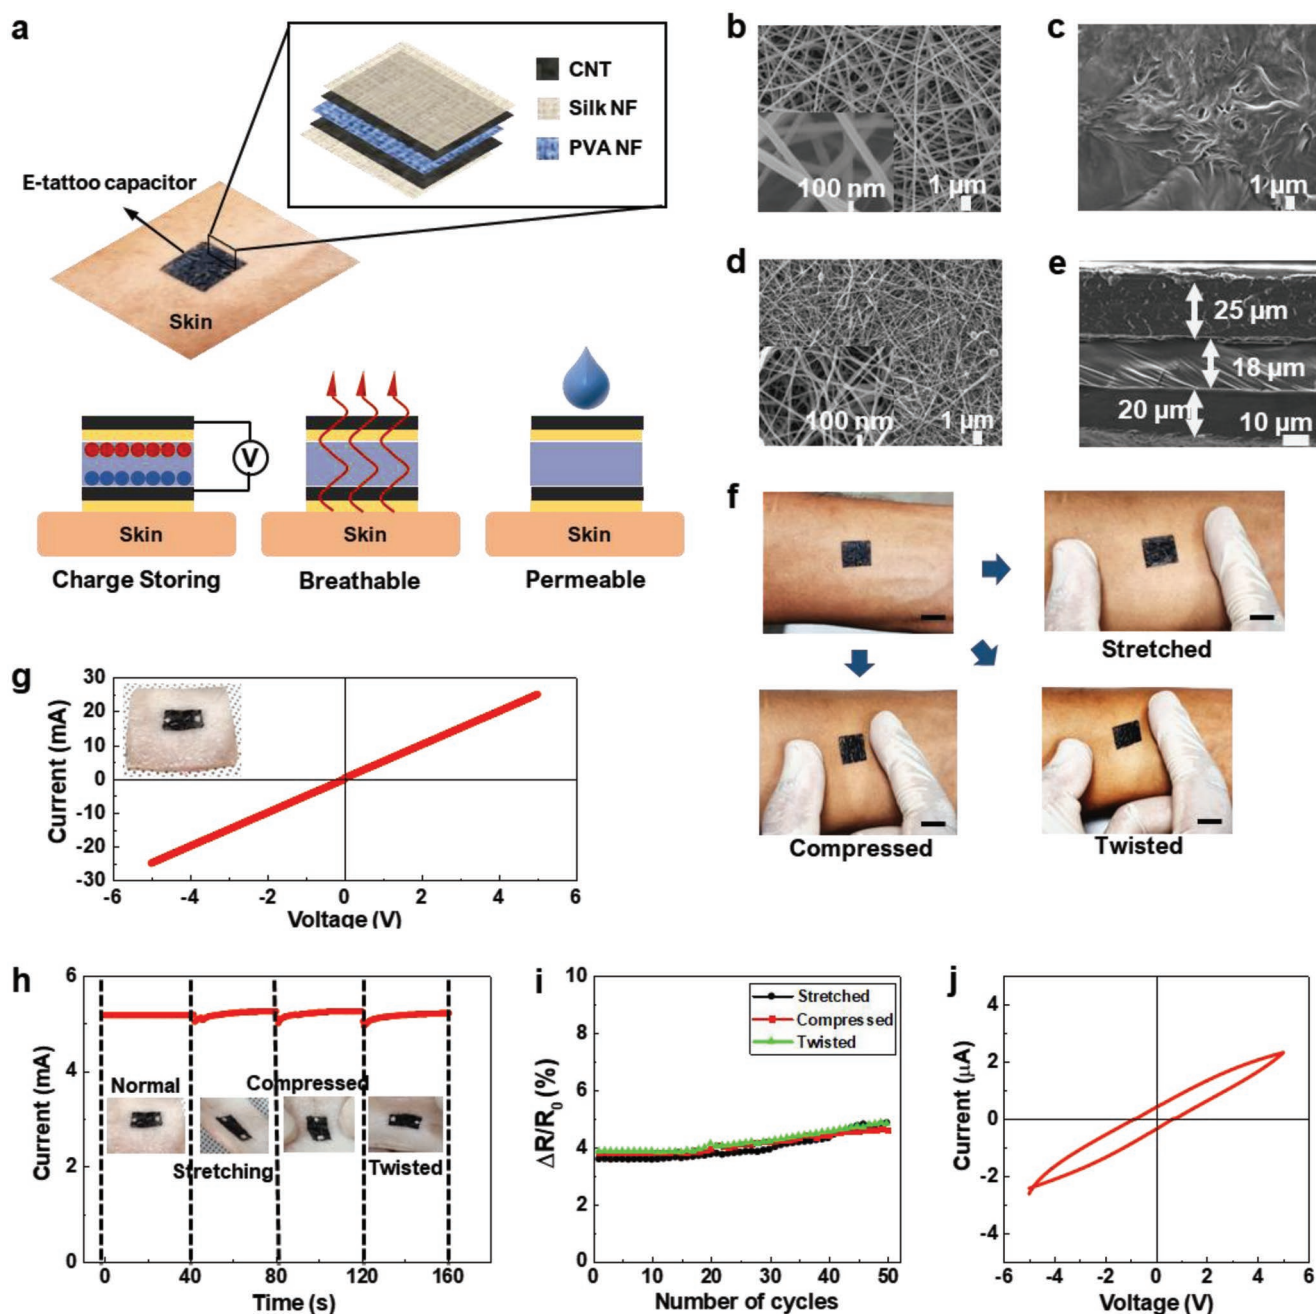 a
CNT
Silk NF
PVA NF
E-tattoo capacitor
Skin
V
Skin
Skin
Skin
Charge Storing
Breathable
Permeable
b
100 nm
1 µm
c
1 µm
d
100 nm
1 µm
e
25 µm
18 µm
20 µm
10 µm
f
Stretched
Compressed
Twisted
g
30
20
10
0
-10
-20
-30
Current (mA)
-6
-4
-2
0
2
4
6
Voltage (V)
h
6
4
2
0
Current (mA)
Normal
Compressed
Stretching
Twisted
0
40
80
120
160
Time (s)
i
10
8
6
4
2
0
ΔR/R0 (%)
Stretched
Compressed
Twisted
0
10
20
30
40
50
Number of cycles
j
4
2
0
-2
-4
Current (µA)
-6
-4
-2
0
2
4
6
Voltage (V)